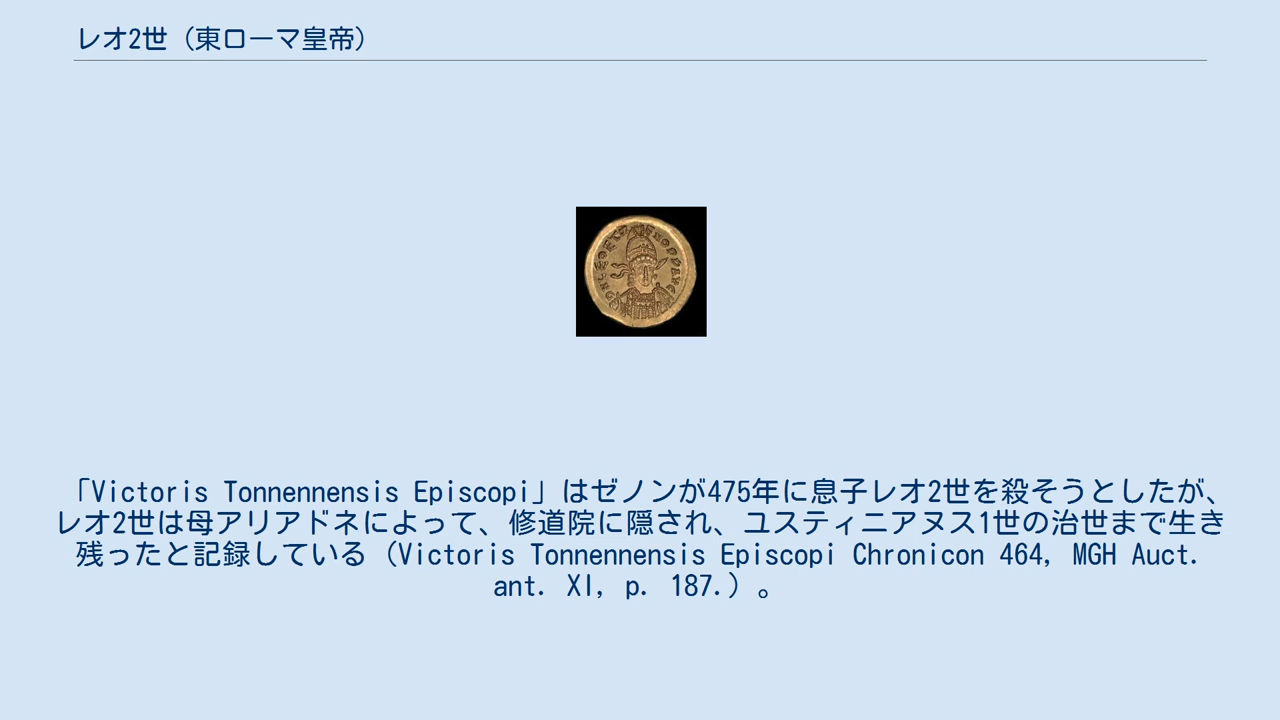 レオ2世（東ローマ皇帝）
「Victoris Tonnennensis Episcopi」はゼノンが475年に息子レオ2世を殺そうとしたが、
レオ2世は母アリアドネによって、修道院に隠され、ユスティニアヌス1世の治世まで生き
残ったと記録している（Victoris Tonnennensis Episcopi Chronicon 464, MGH Auct.
ant. XI, p. 187.）。